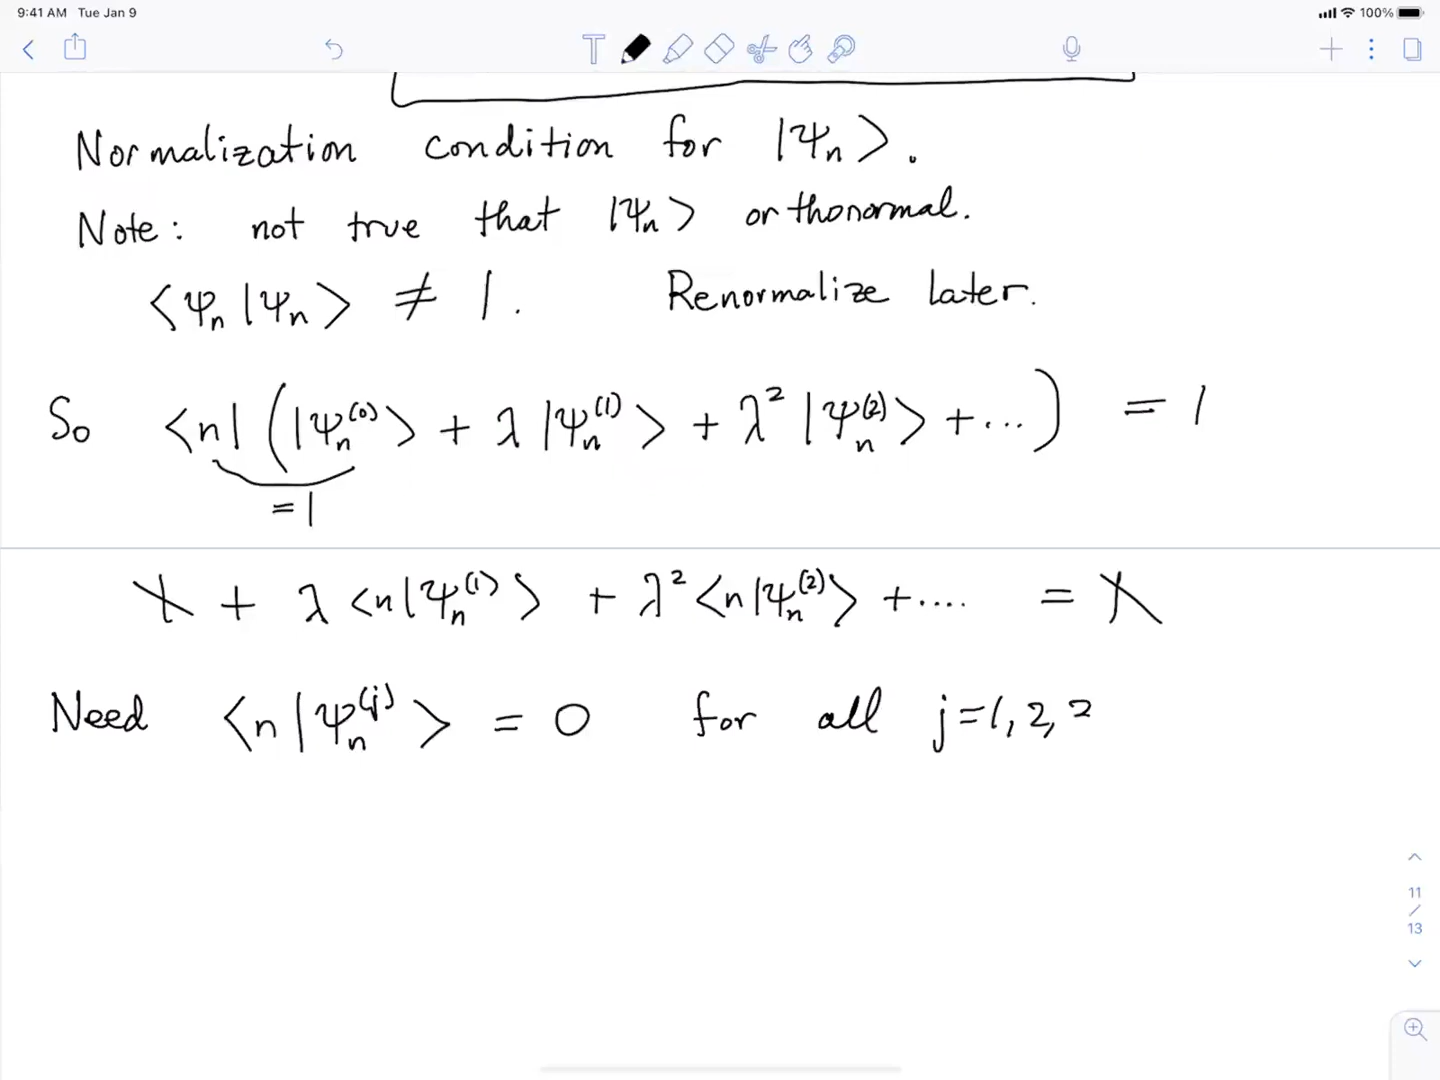 9:41 AM Tue Jan 9 100%
T
Normalization condition for |ψₙ⟩.
Note: not true that |ψₙ⟩ orthonormal.
⟨ψₙ|ψₙ⟩ ≠ 1. Renormalize later.
So ⟨n| ( |ψₙ⁽⁰⁾⟩ + λ |ψₙ⁽¹⁾⟩ + λ² |ψₙ⁽²⁾⟩ + ... ) = 1
= 1
1 + λ ⟨n|ψₙ⁽¹⁾⟩ + λ² ⟨n|ψₙ⁽²⁾⟩ + .... = 1
Need ⟨n|ψₙ⁽ʲ⁾⟩ = 0 for all j=1, 2,
11
/
13